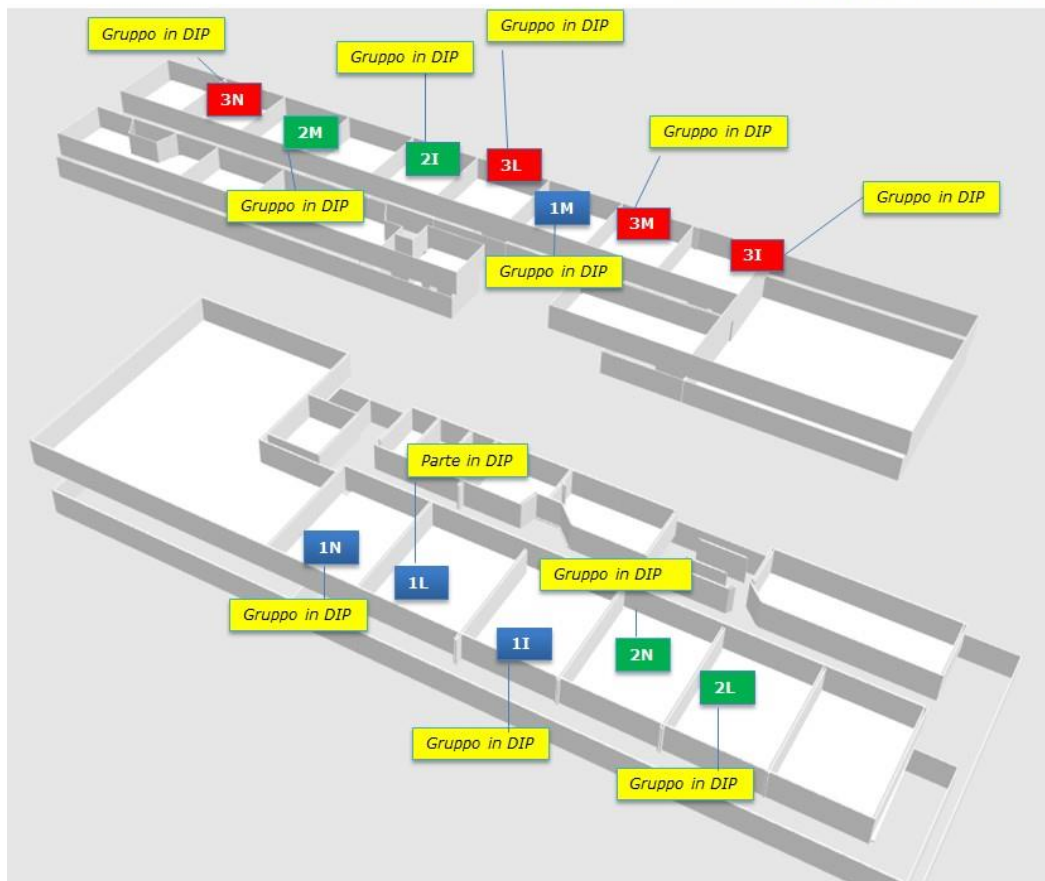 Gruppo in DIP
Gruppo in DIP
Gruppo in DIP
3N
2M
2I
3L
Gruppo in DIP
Gruppo in DIP
1M
3M
Gruppo in DIP
3I
Gruppo in DIP
Parte in DIP
1N
1L
Gruppo in DIP
Gruppo in DIP
1I
2N
2L
Gruppo in DIP
Gruppo in DIP